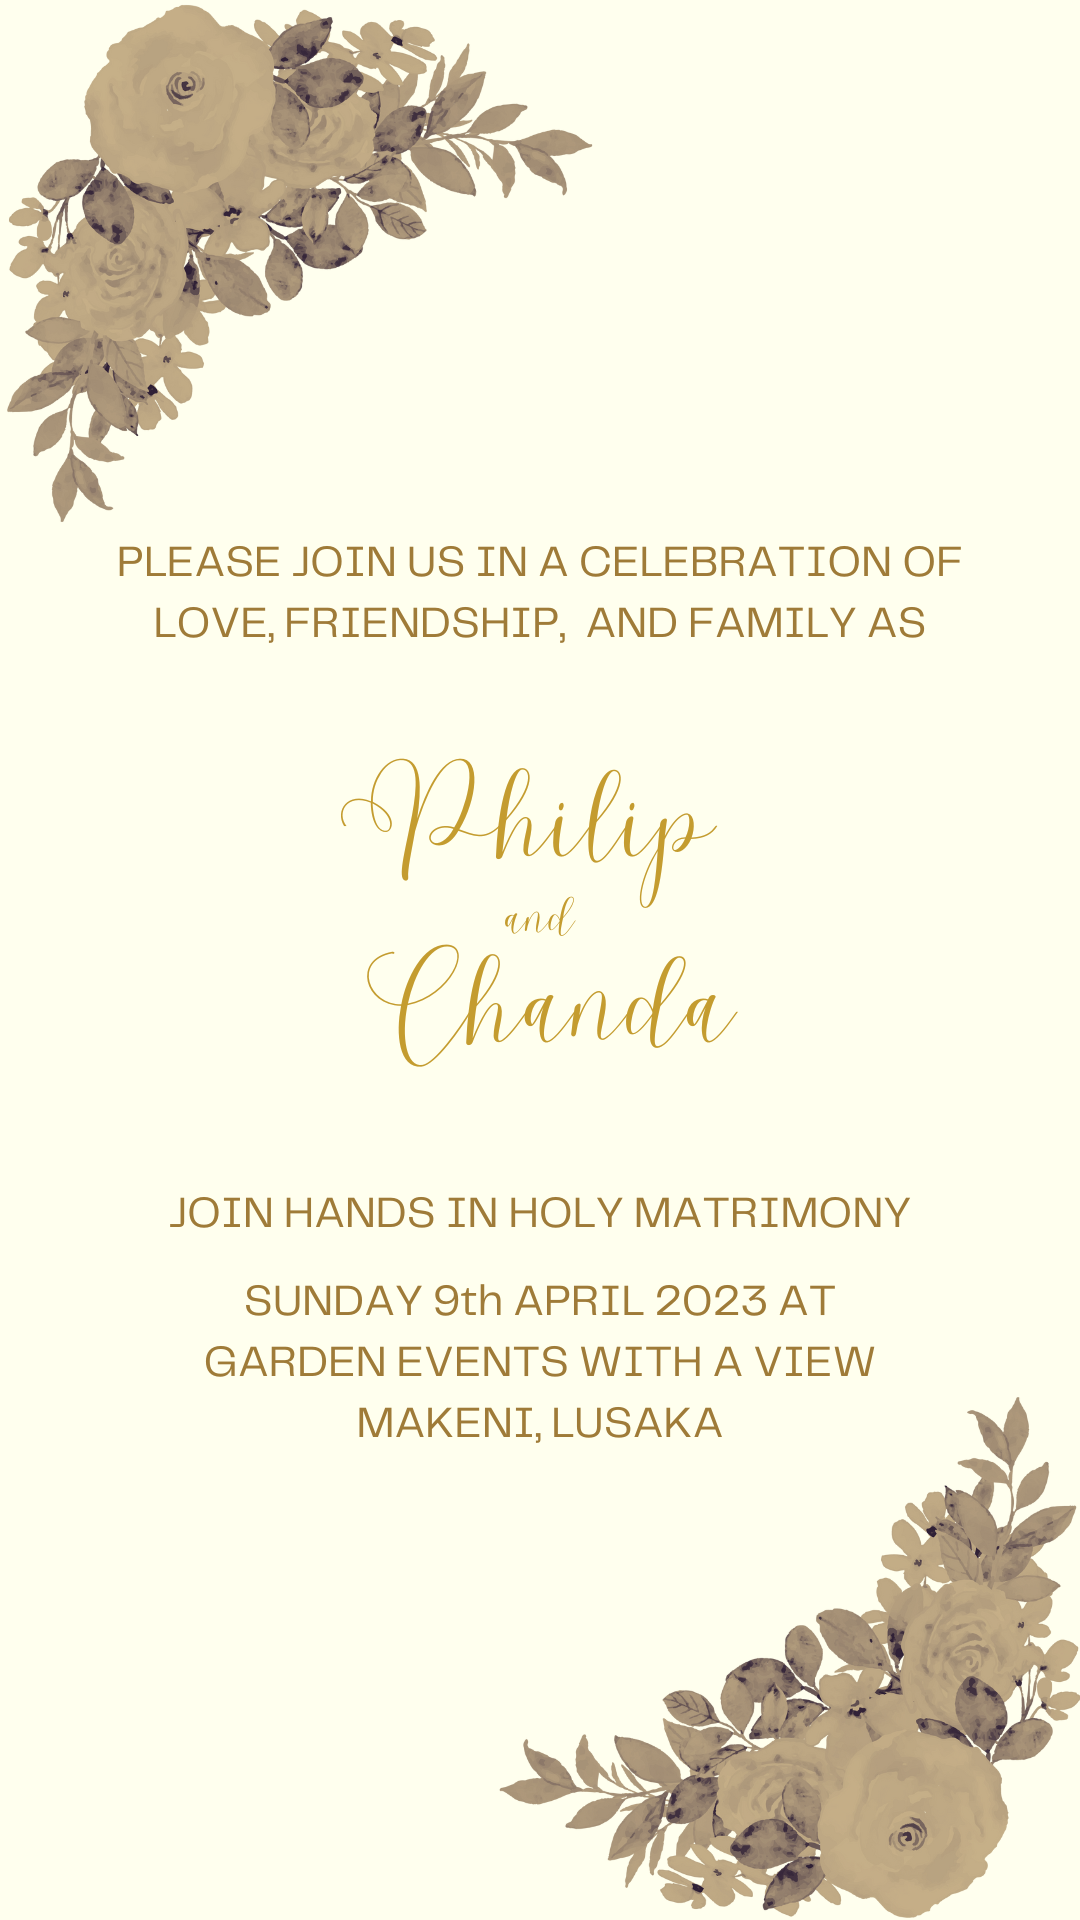 PLEASE JOIN US IN A CELEBRATION OF
LOVE, FRIENDSHIP, AND FAMILY AS
Philip
and
Chanda
JOIN HANDS IN HOLY MATRIMONY
SUNDAY 9th APRIL 2023 AT
GARDEN EVENTS WITH A VIEW
MAKENI, LUSAKA